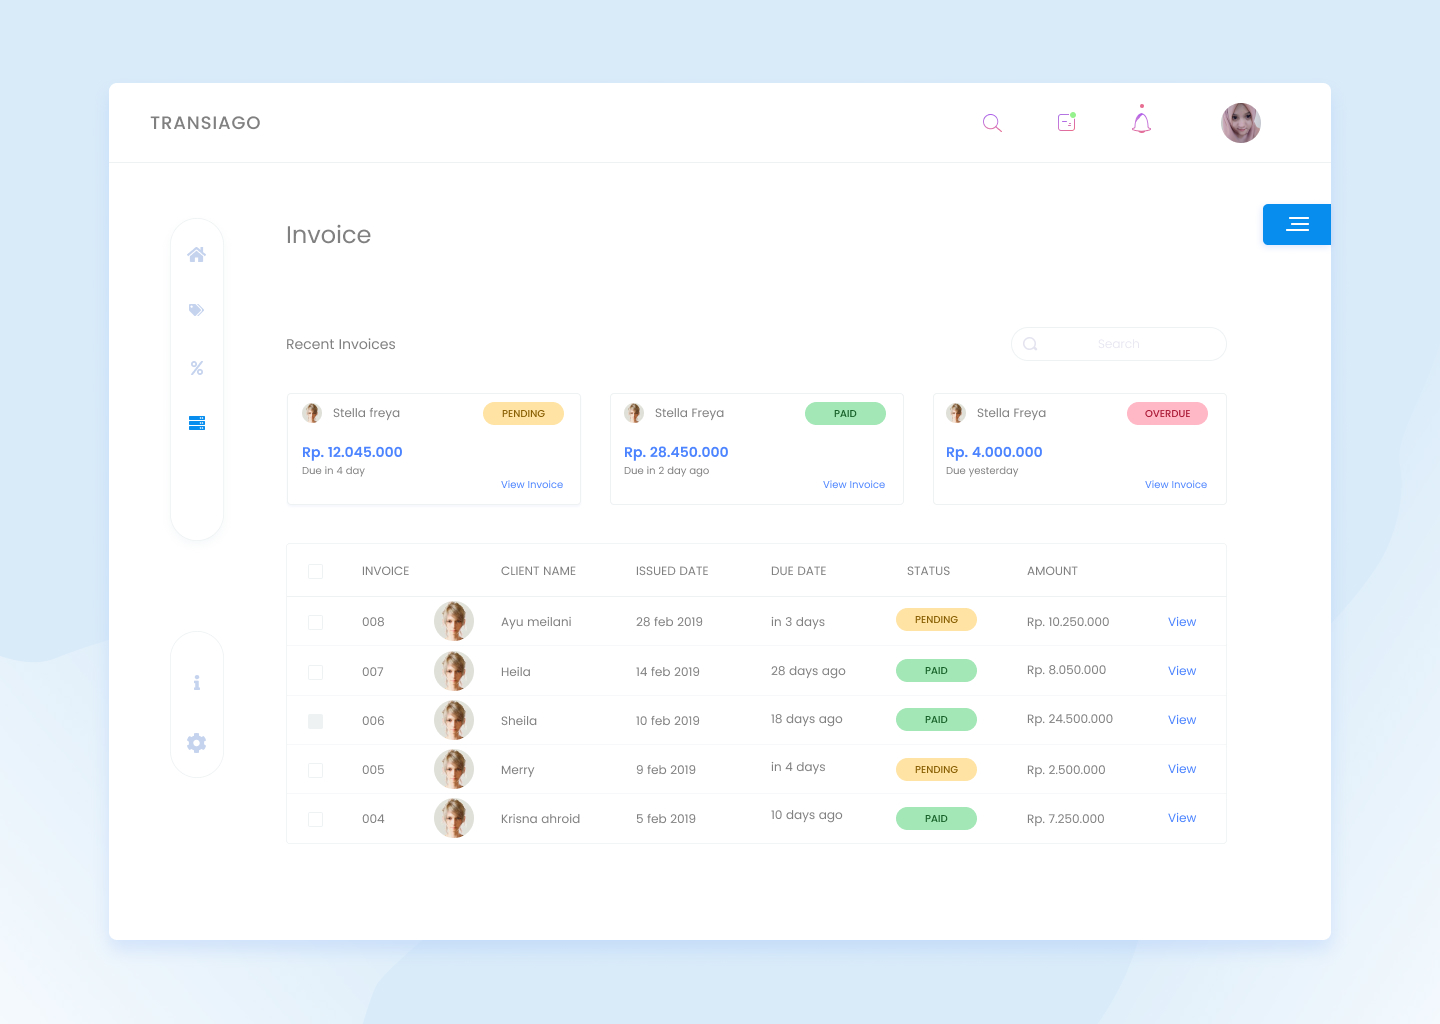 TRANSIAGO
Invoice
Recent Invoices
Search
Stella freya
PENDING
Rp. 12.045.000
Due in 4 day
View Invoice
Stella Freya
PAID
Rp. 28.450.000
Due in 2 day ago
View Invoice
Stella Freya
OVERDUE
Rp. 4.000.000
Due yesterday
View Invoice
INVOICE CLIENT NAME ISSUED DATE DUE DATE STATUS AMOUNT
008 Ayu meilani 28 feb 2019 in 3 days PENDING Rp. 10.250.000 View
007 Heila 14 feb 2019 28 days ago PAID Rp. 8.050.000 View
006 Sheila 10 feb 2019 18 days ago PAID Rp. 24.500.000 View
005 Merry 9 feb 2019 in 4 days PENDING Rp. 2.500.000 View
004 Krisna ahroid 5 feb 2019 10 days ago PAID Rp. 7.250.000 View